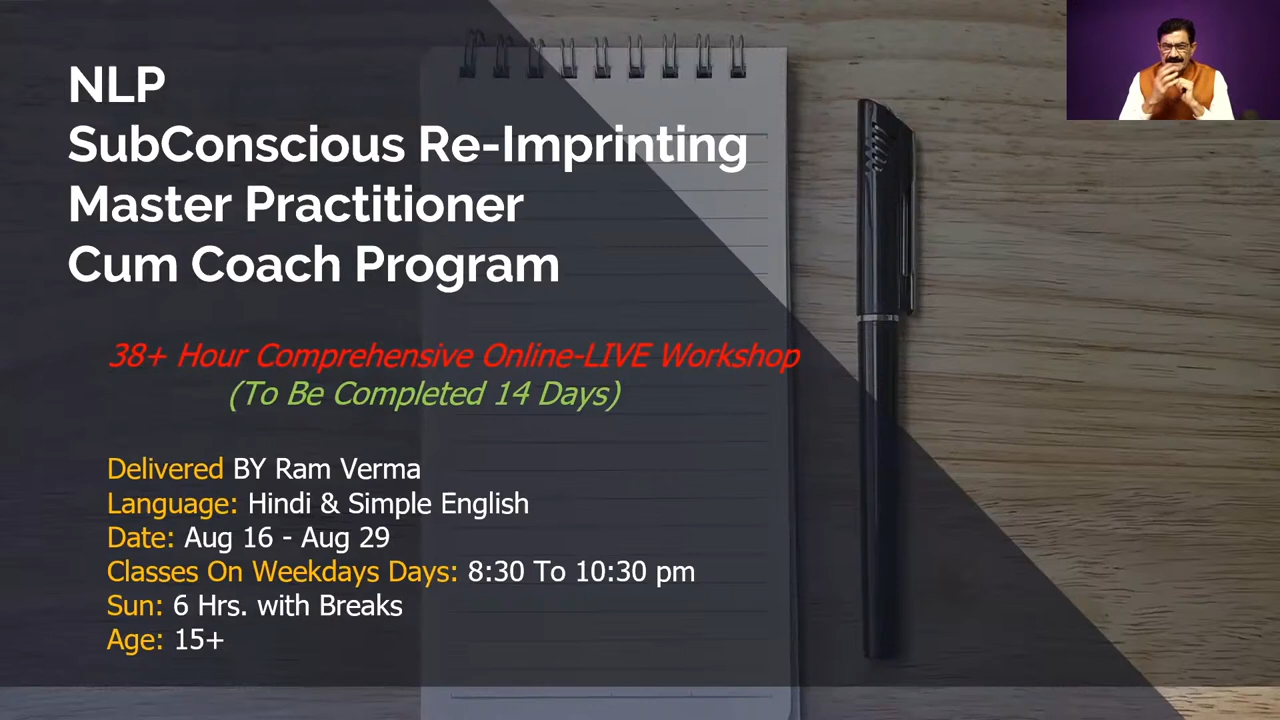 NLP
SubConscious Re-Imprinting
Master Practitioner
Cum Coach Program
38+ Hour Comprehensive Online-LIVE Workshop
(To Be Completed 14 Days)
Delivered BY Ram Verma
Language: Hindi & Simple English
Date: Aug 16 - Aug 29
Classes On Weekdays Days: 8:30 To 10:30 pm
Sun: 6 Hrs. with Breaks
Age: 15+